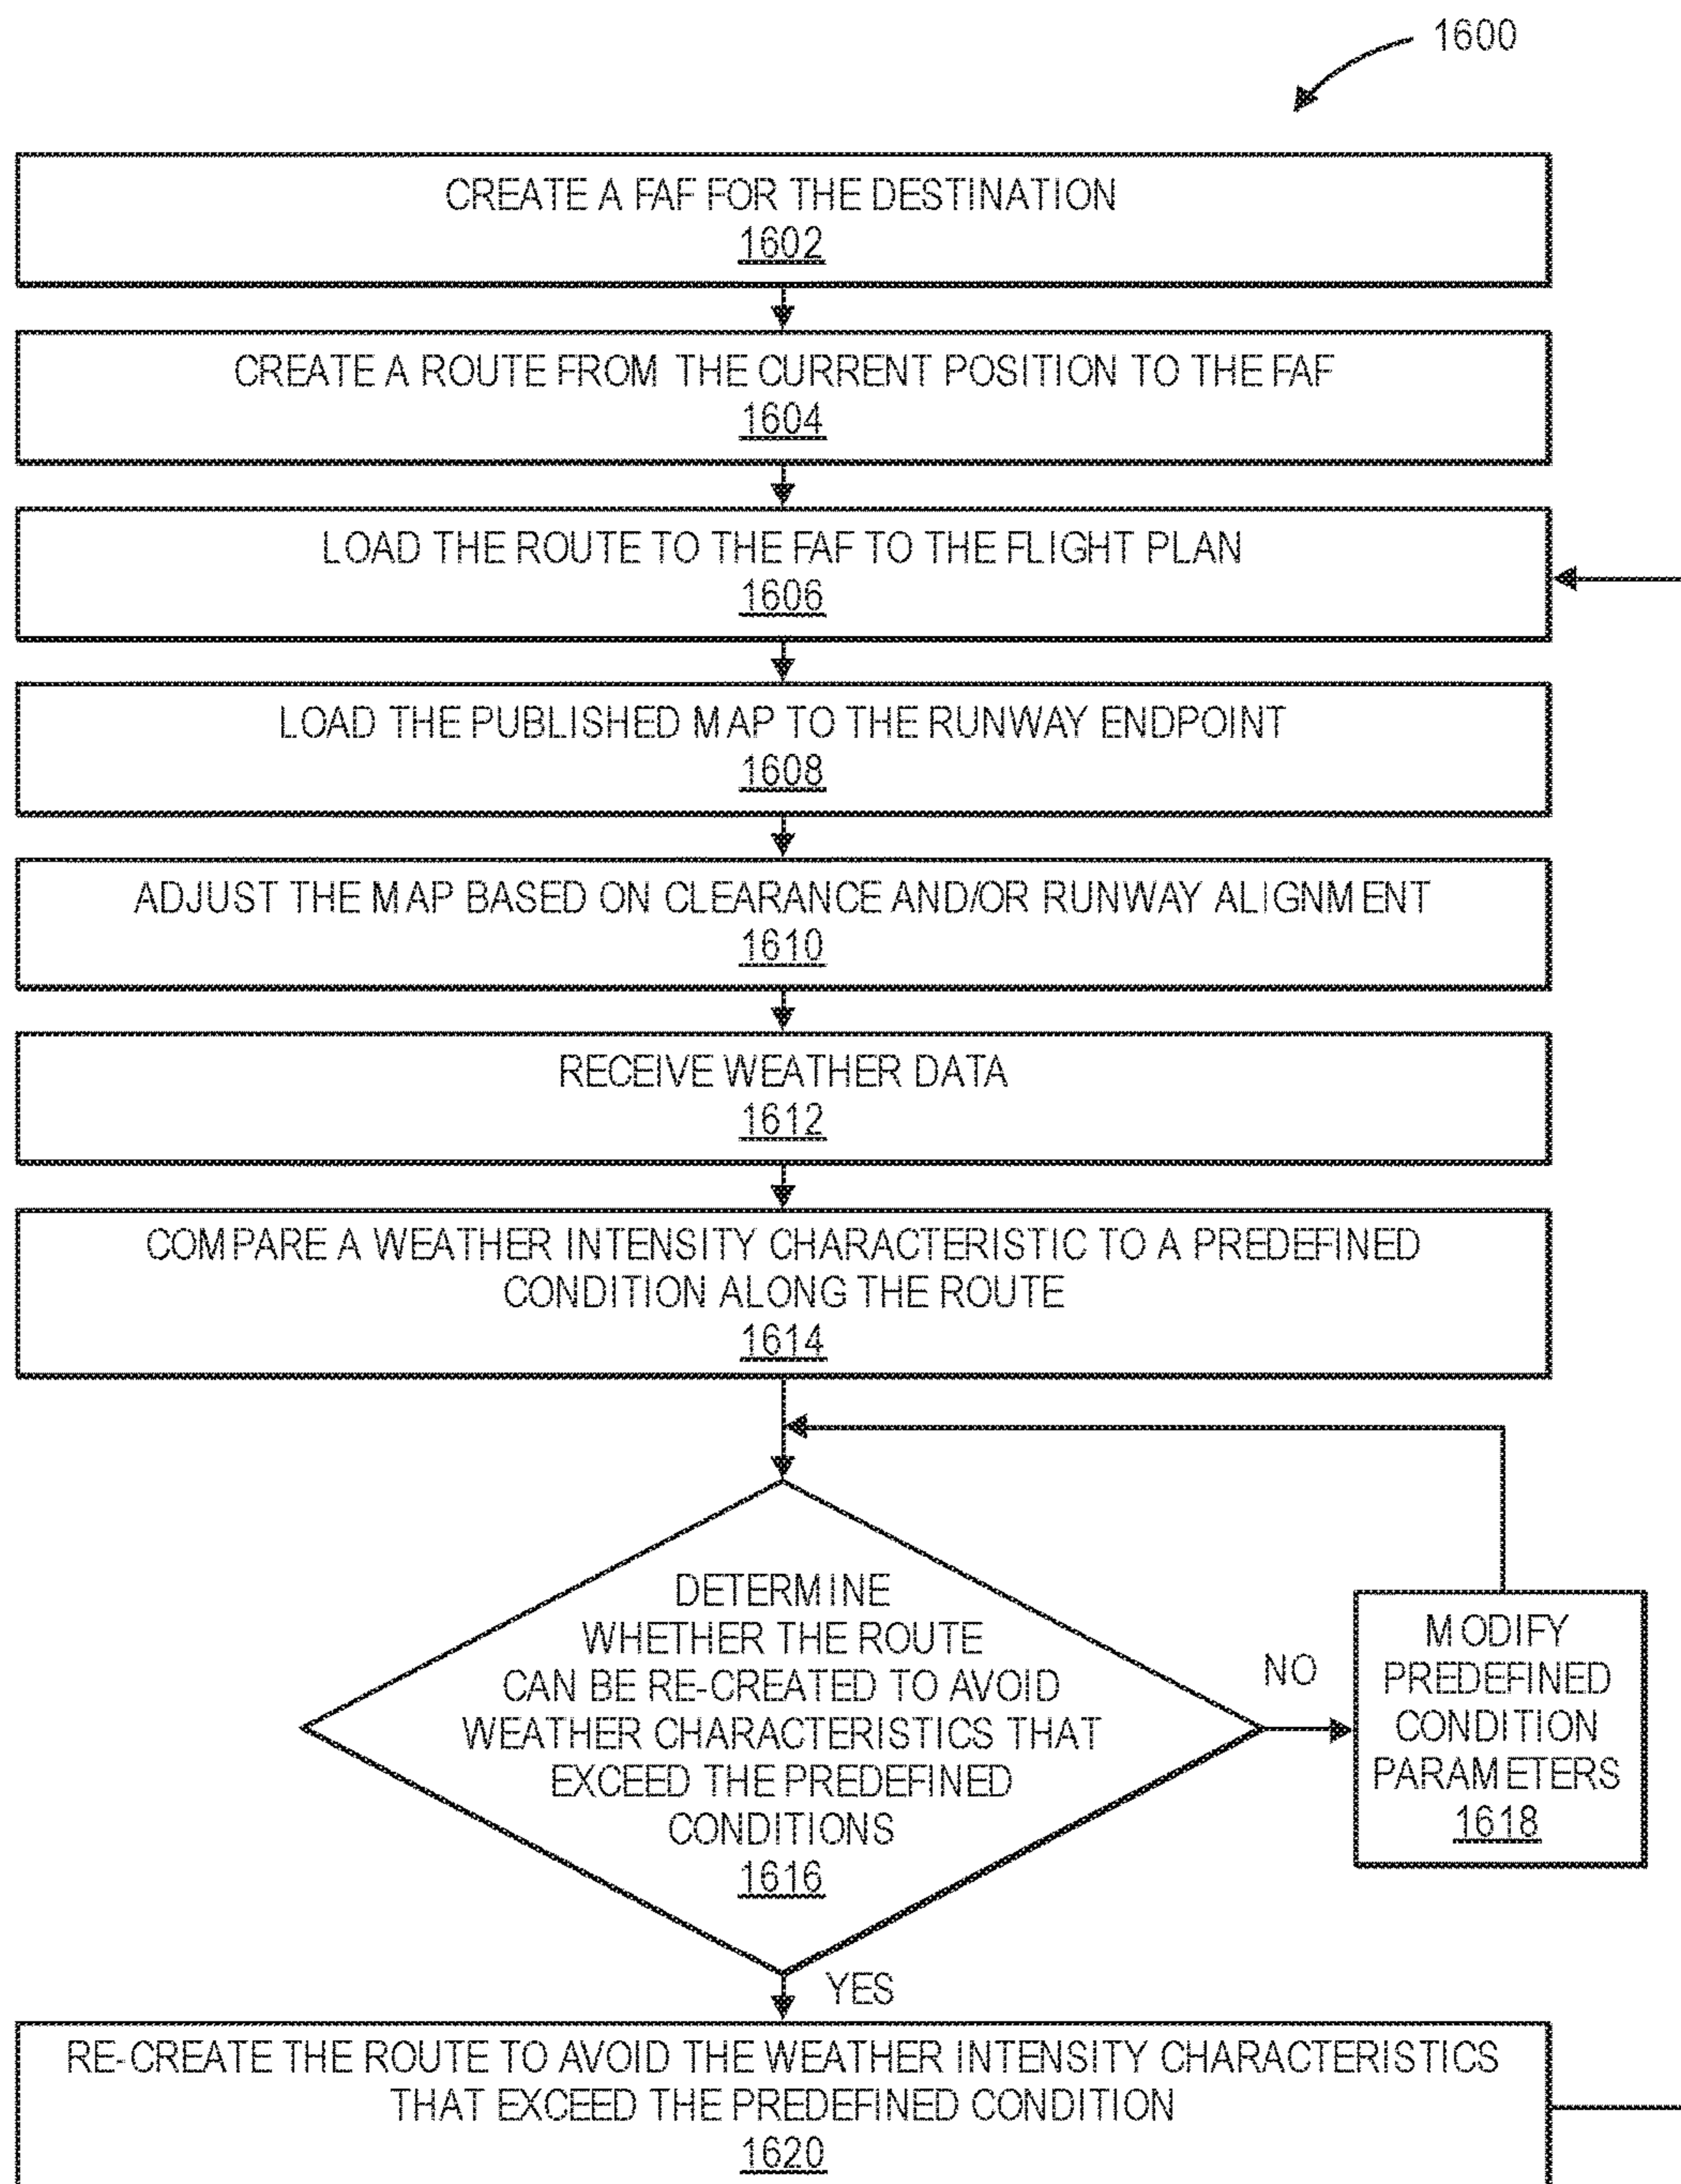 1600
CREATE A FAF FOR THE DESTINATION
1602
CREATE A ROUTE FROM THE CURRENT POSITION TO THE FAF
1604
LOAD THE ROUTE TO THE FAF TO THE FLIGHT PLAN
1606
LOAD THE PUBLISHED MAP TO THE RUNWAY ENDPOINT
1608
ADJUST THE MAP BASED ON CLEARANCE AND/OR RUNWAY ALIGNMENT
1610
RECEIVE WEATHER DATA
1612
COMPARE A WEATHER INTENSITY CHARACTERISTIC TO A PREDEFINED
CONDITION ALONG THE ROUTE
1614
DETERMINE
WHETHER THE ROUTE
CAN BE RE-CREATED TO AVOID
WEATHER CHARACTERISTICS THAT
EXCEED THE PREDEFINED
CONDITIONS
1616
NO
MODIFY
PREDEFINED
CONDITION
PARAMETERS
1618
YES
RE-CREATE THE ROUTE TO AVOID THE WEATHER INTENSITY CHARACTERISTICS
THAT EXCEED THE PREDEFINED CONDITION
1620